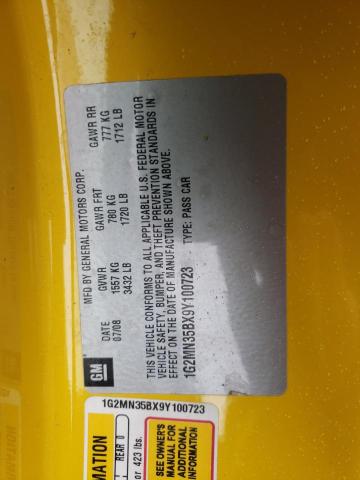 GM
MFD BY GENERAL MOTORS CORP.
DATE GVWR GAWR FRT GAWR RR
07/08 1557 KG 780 KG 777 KG
3432 LB 1720 LB 1712 LB
THIS VEHICLE CONFORMS TO ALL APPLICABLE U.S. FEDERAL MOTOR
VEHICLE SAFETY, BUMPER, AND THEFT PREVENTION STANDARDS IN
EFFECT ON THE DATE OF MANUFACTURE SHOWN ABOVE.
1G2MN35BX9Y100723 TYPE: PASS CAR
1G2MN35BX9Y100723
MATION
REAR 0
or 423 lbs.
SEE OWNER'S
MANUAL FOR
ADDITIONAL
INFORMATION